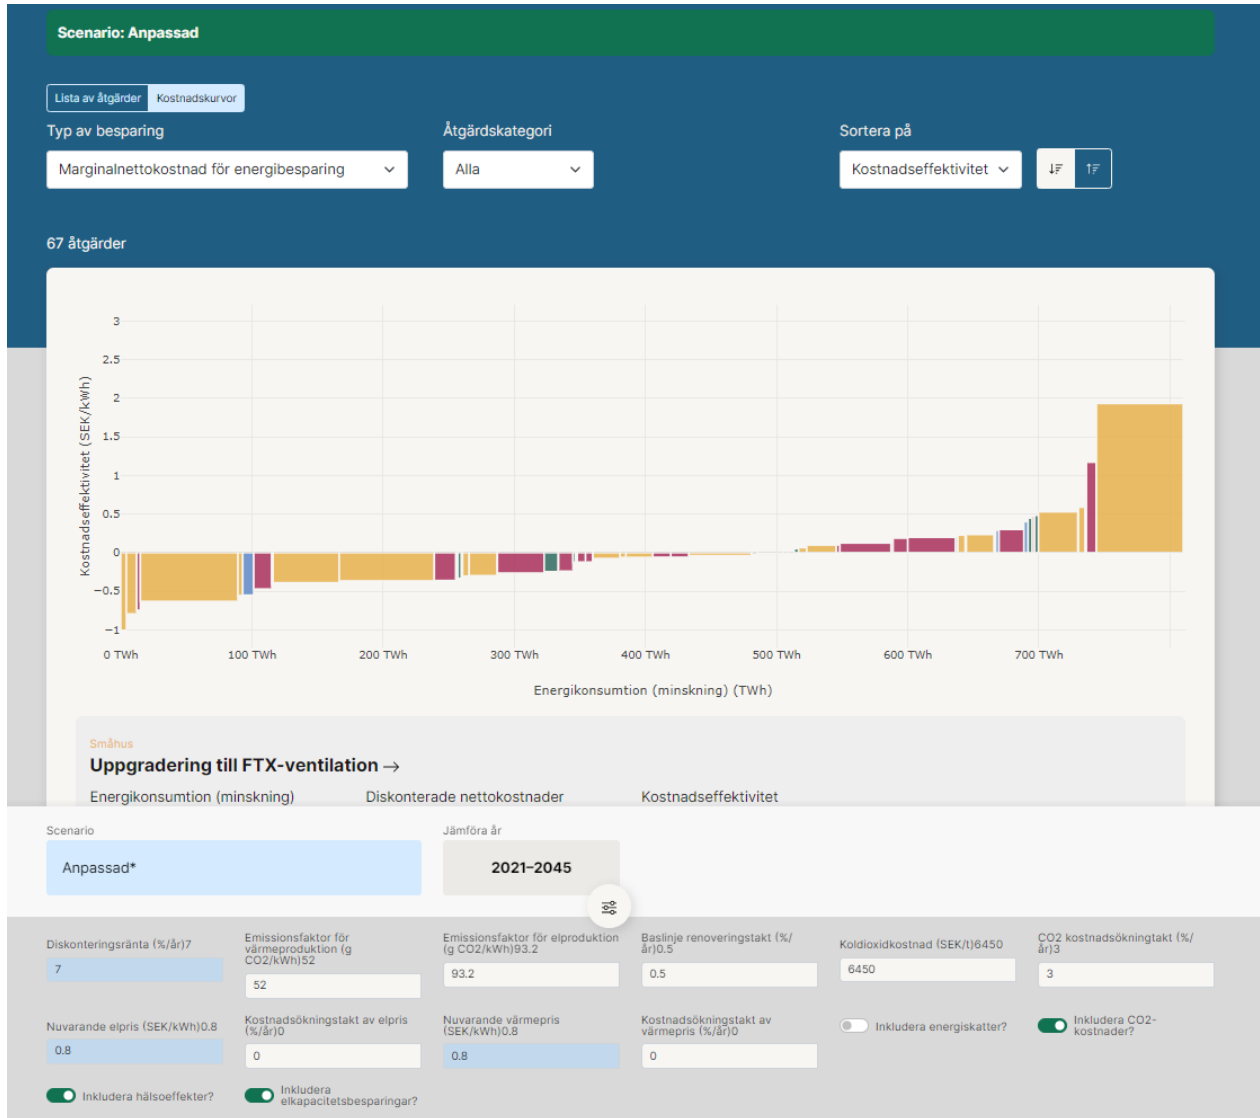 Scenario: Anpassad
Lista av åtgärder Kostnadskurvor
Typ av besparing Åtgärdskategori Sortera på
Marginalnettokostnad för energibesparing Alla Kostnadseffektivitet
67 åtgärder
3
2.5
2
1.5
1
0.5
0
−0.5
−1
Kostnadseffektivitet (SEK/kWh)
0 TWh 100 TWh 200 TWh 300 TWh 400 TWh 500 TWh 600 TWh 700 TWh
Energikonsumtion (minskning) (TWh)
Småhus
Uppgradering till FTX-ventilation →
Energikonsumtion (minskning) Diskonterade nettokostnader Kostnadseffektivitet
Scenario Jämföra år
Anpassad* 2021–2045
Diskonteringsränta (%/år)7
7
Emissionsfaktor för
värmeproduktion (g
CO2/kWh)52
52
Emissionsfaktor för elproduktion
(g CO2/kWh)93.2
93.2
Baslinje renoveringstakt (%/
år)0.5
0.5
Koldioxidkostnad (SEK/t)6450
6450
CO2 kostnadsökningtakt (%/
år)3
3
Nuvarande elpris (SEK/kWh)0.8
0.8
Kostnadsökningstakt av elpris
(%/år)0
0
Nuvarande värmepris
(SEK/kWh)0.8
0.8
Kostnadsökningstakt av
värmepris (%/år)0
0
Inkludera energiskatter?
Inkludera CO2-
kostnader?
Inkludera hälsoeffekter?
Inkludera
elkapacitetsbesparingar?